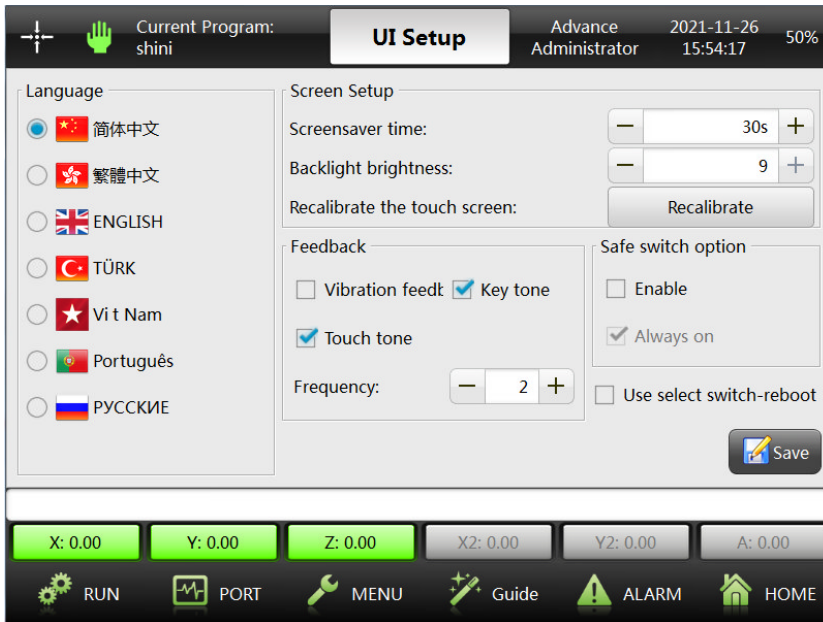 Current Program:
shini
UI Setup
Advance
Administrator
2021-11-26
15:54:17
50%
Language
简体中文
繁體中文
ENGLISH
TÜRK
Vi t Nam
Português
РУССКИЕ
Screen Setup
Screensaver time:
30s
Backlight brightness:
9
Recalibrate the touch screen:
Recalibrate
Feedback
Vibration feedb
Key tone
Touch tone
Frequency:
2
Safe switch option
Enable
Always on
Use select switch-reboot
Save
X: 0.00
Y: 0.00
Z: 0.00
X2: 0.00
Y2: 0.00
A: 0.00
RUN
PORT
MENU
Guide
ALARM
HOME